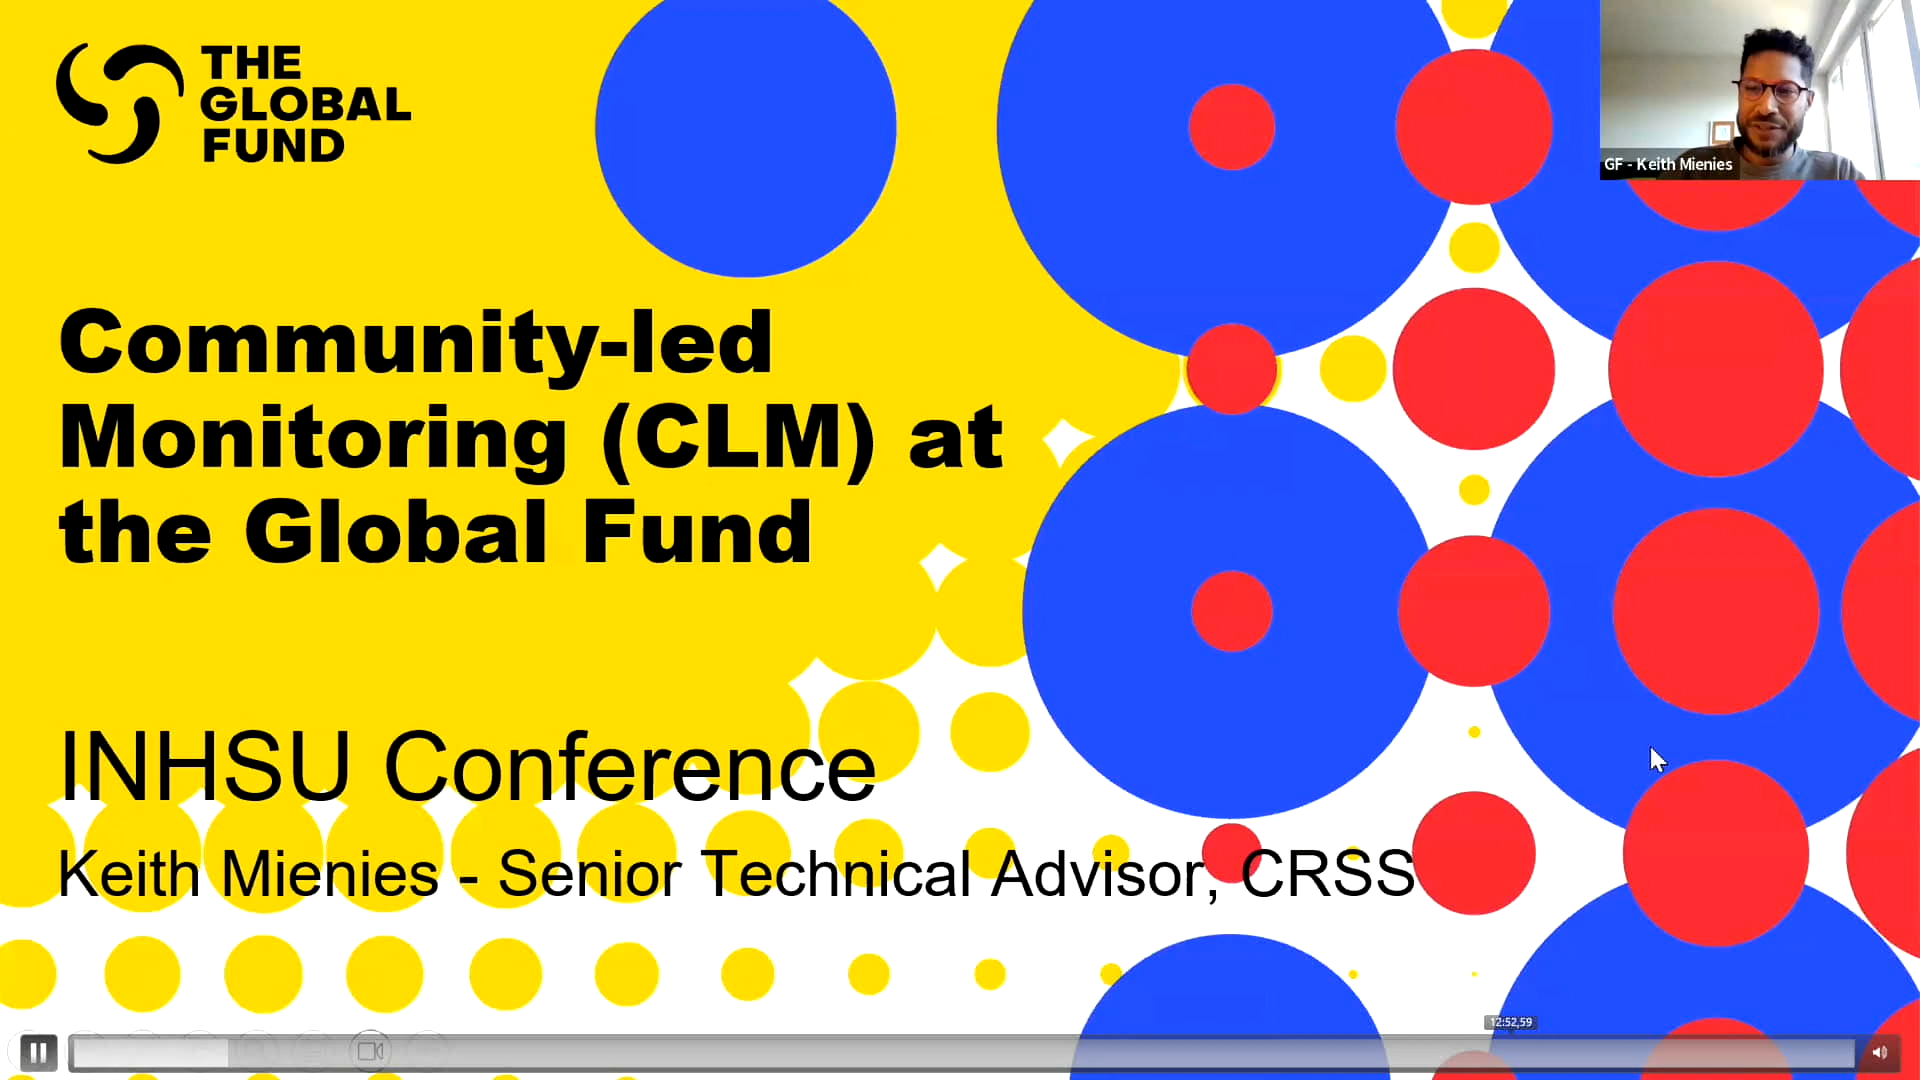 THE
GLOBAL
FUND
GF - Keith Mienies
Community-led
Monitoring (CLM) at
the Global Fund
INHSU Conference
Keith Mienies - Senior Technical Advisor, CRSS
12:52,59